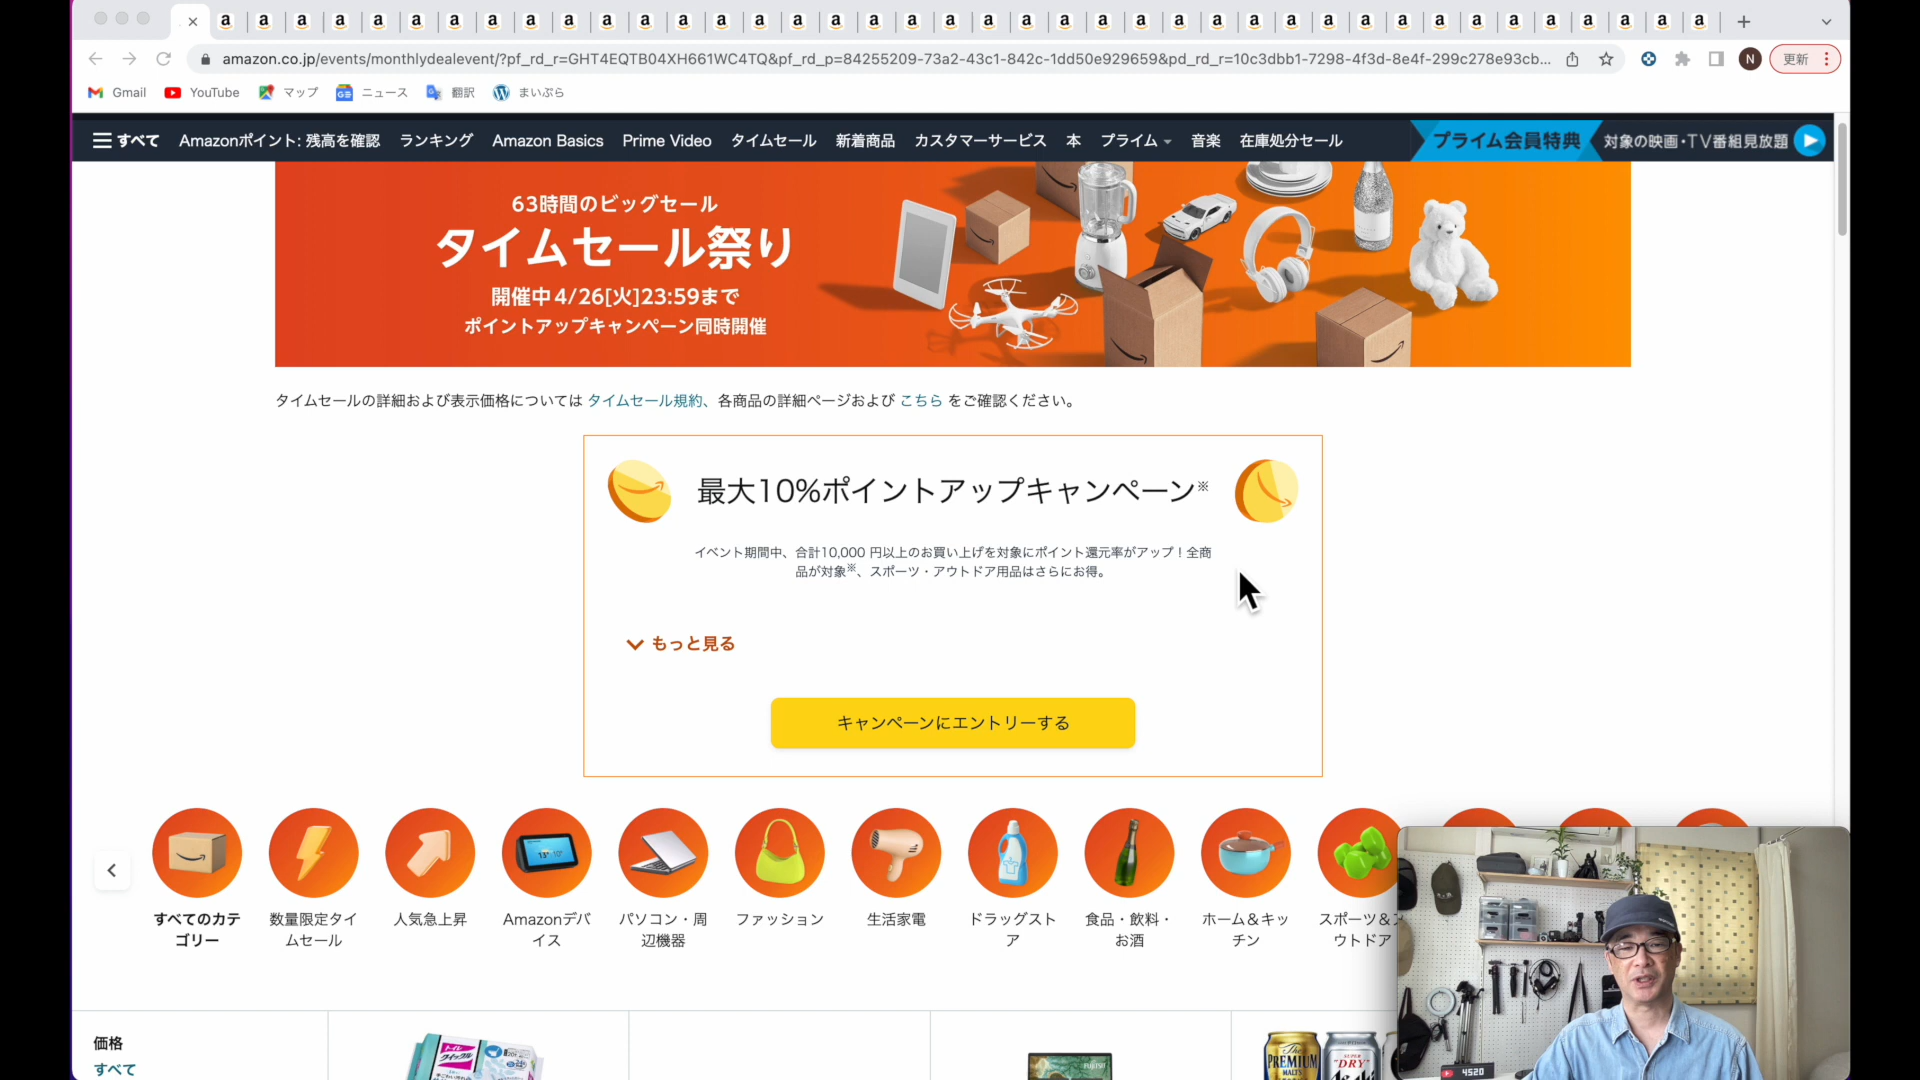 amazon.co.jp/events/monthlydealevent/?pf_rd_r=GHT4EQTB04XH661WC4TQ&pf_rd_p=84255209-73a2-43c1-842c-1dd50e929659&pd_rd_r=10c3dbb1-7298-4f3d-8e4f-299c278e93cb...
N
更新
Gmail
YouTube
マップ
ニュース
翻訳
まいぷら
すべて
Amazonポイント: 残高を確認
ランキング
Amazon Basics
Prime Video
タイムセール
新着商品
カスタマーサービス
本
プライム
音楽
在庫処分セール
プライム会員特典
対象の映画・TV番組見放題
63時間のビッグセール
タイムセール祭り
開催中 4/26[火]23:59まで
ポイントアップキャンペーン同時開催
タイムセールの詳細および表示価格については タイムセール規約、各商品の詳細ページおよび こちら をご確認ください。
最大10%ポイントアップキャンペーン※
イベント期間中、合計10,000 円以上のお買い上げを対象にポイント還元率がアップ！全商
品が対象※、スポーツ・アウトドア用品はさらにお得。
もっと見る
キャンペーンにエントリーする
すべてのカテ
ゴリー
数量限定タイ
ムセール
人気急上昇
Amazonデバ
イス
パソコン・周
辺機器
ファッション
生活家電
ドラッグスト
ア
食品・飲料・
お酒
ホーム＆キッ
チン
スポーツ＆ア
ウトドア
価格
すべて
トイレ
クイックル
FUJITSU
The
PREMIUM
MALT'S
SUPER
"DRY"
Asahi
4520